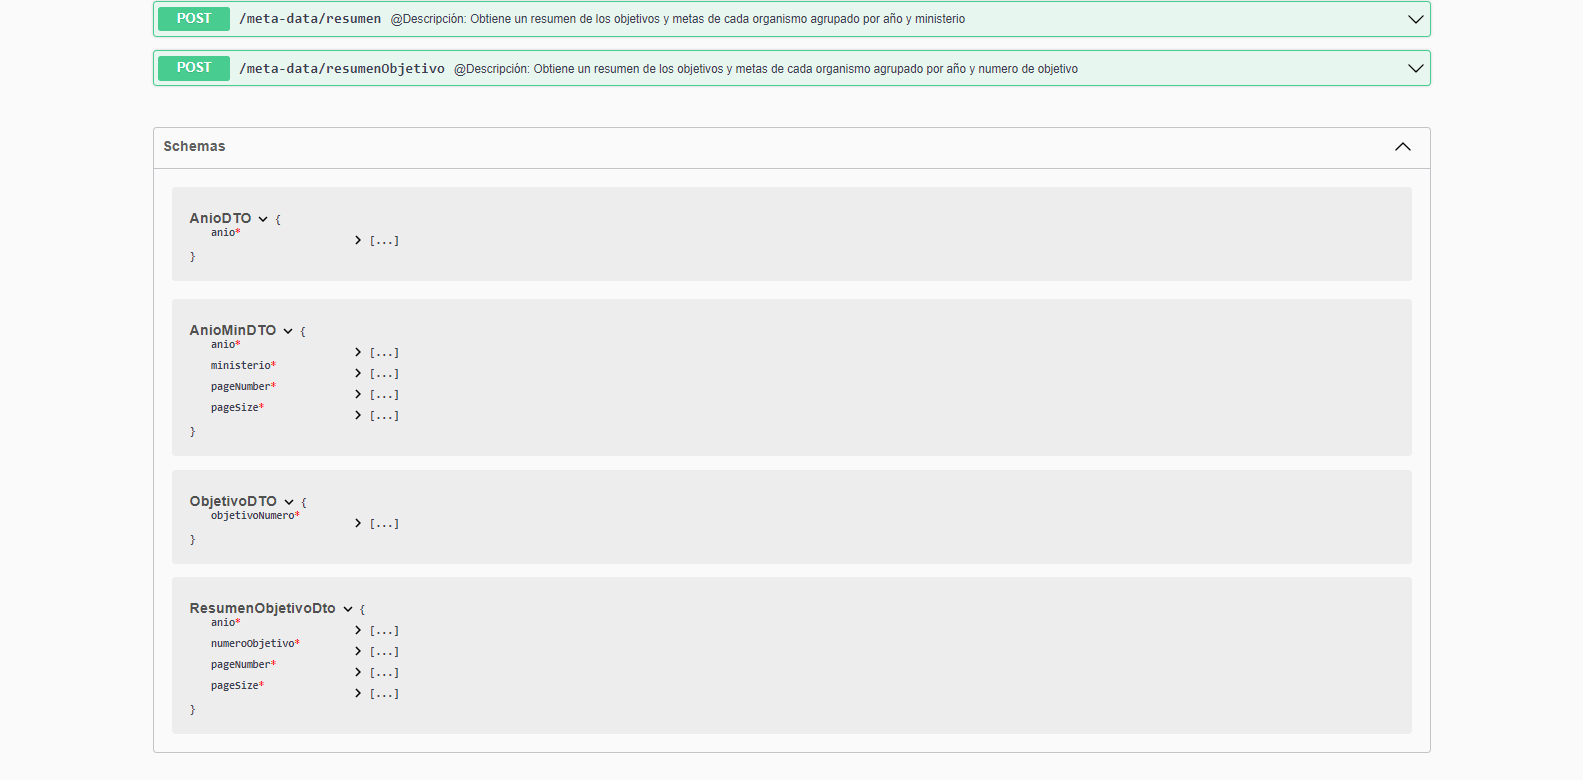 POST /meta-data/resumen @Descripción: Obtiene un resumen de los objetivos y metas de cada organismo agrupado por año y ministerio
POST /meta-data/resumenObjetivo @Descripción: Obtiene un resumen de los objetivos y metas de cada organismo agrupado por año y numero de objetivo
Schemas
AnioDTO {
anio*
[...]
}
AnioMinDTO {
anio*
[...]
ministerio*
[...]
pageNumber*
[...]
pageSize*
[...]
}
ObjetivoDTO {
objetivoNumero*
[...]
}
ResumenObjetivoDto {
anio*
[...]
numeroObjetivo*
[...]
pageNumber*
[...]
pageSize*
[...]
}